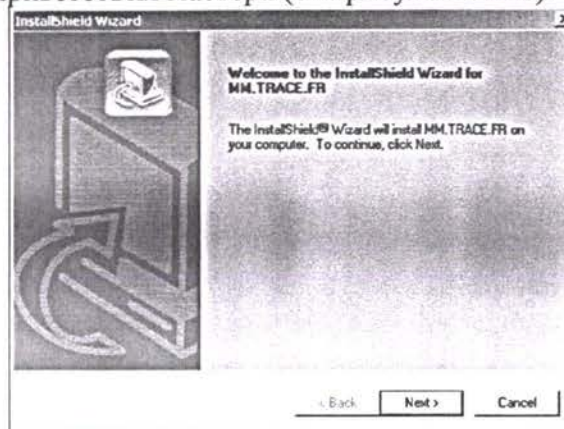 InstallShield Wizard
Welcome to the InstallShield Wizard for
MM.TRACE.FR
The InstallShield® Wizard will install MM.TRACE.FR on
your computer. To continue, click Next.
< Back Next > Cancel